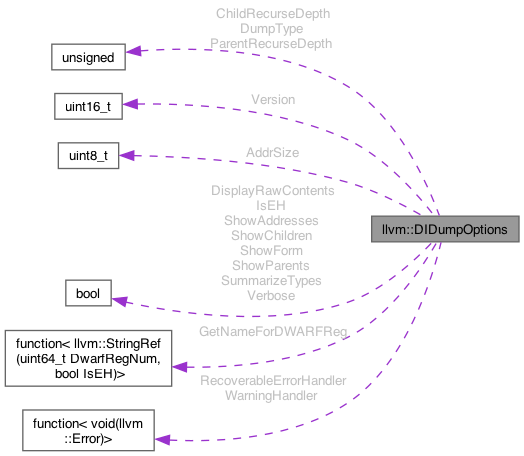 ChildRecurseDepth
DumpType
ParentRecurseDepth
unsigned
Version
uint16_t
AddrSize
uint8_t
DisplayRawContents
IsEH
ShowAddresses
ShowChildren
ShowForm
ShowParents
SummarizeTypes
Verbose
llvm::DIDumpOptions
bool
GetNameForDWARFReg
function< llvm::StringRef
(uint64_t DwarfRegNum,
bool IsEH)>
RecoverableErrorHandler
WarningHandler
function< void(llvm
::Error)>